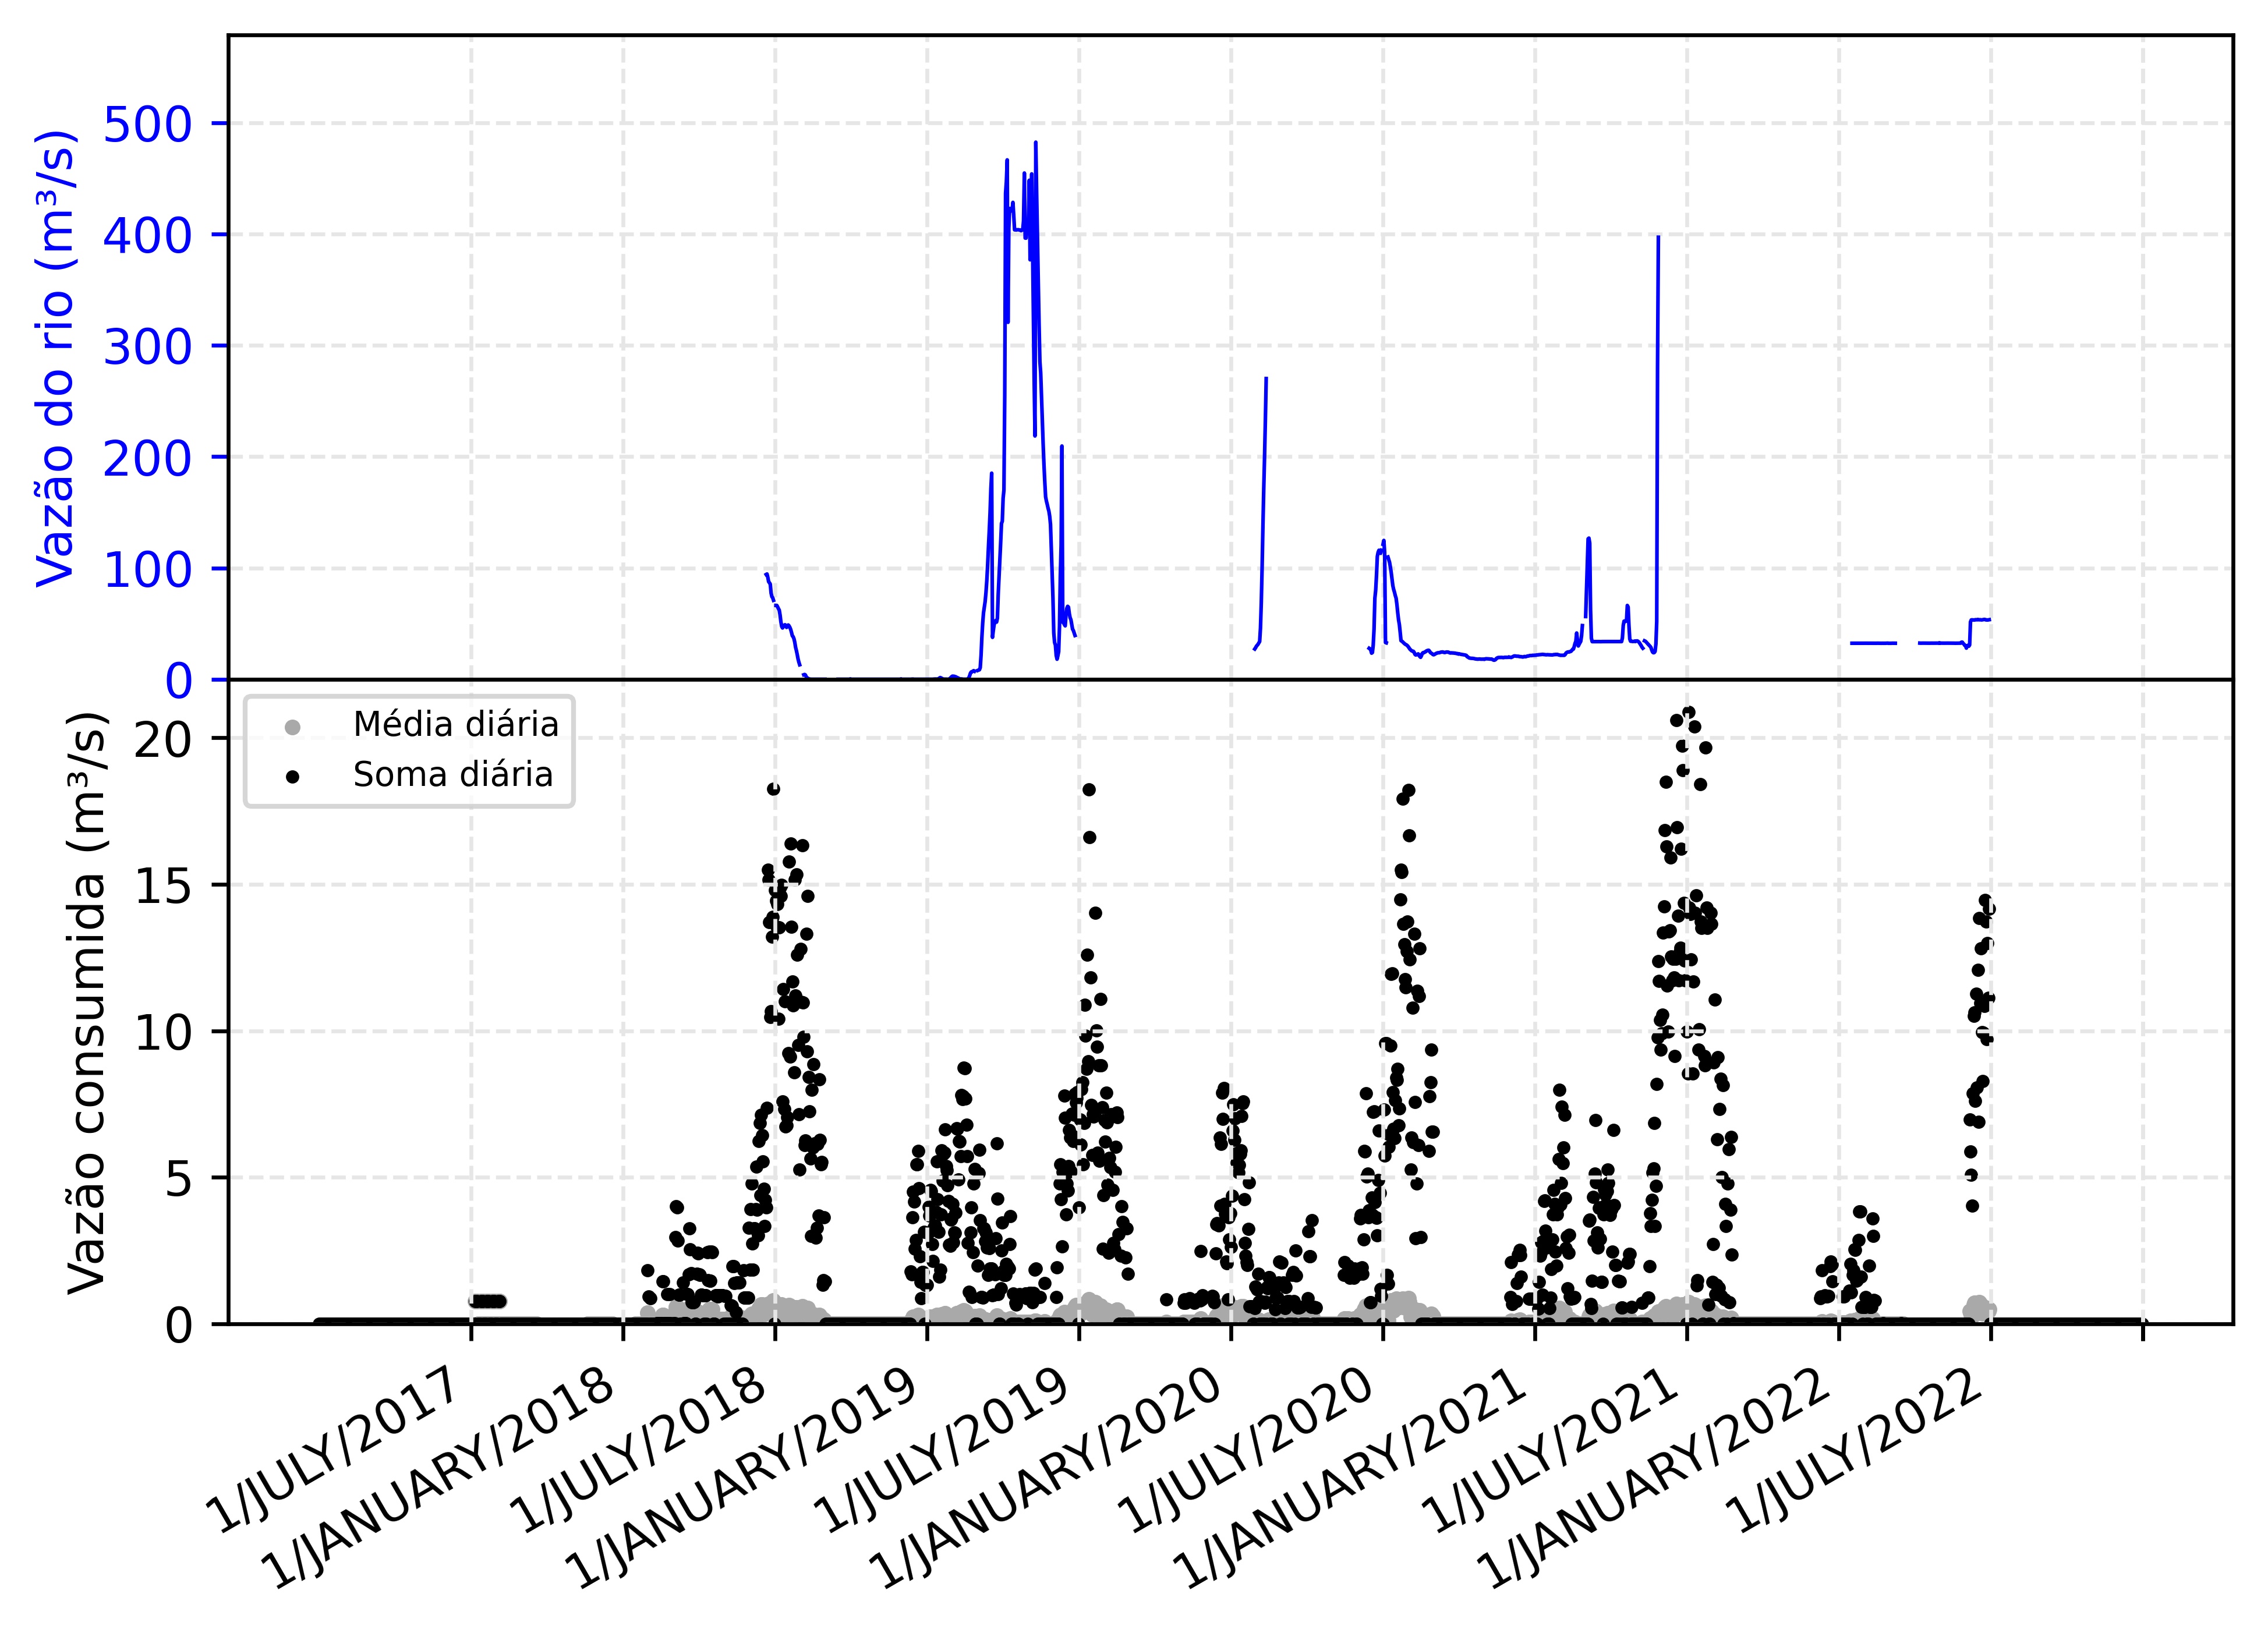 Vazão do rio (m³/s)
500
400
300
200
100
0
Vazão consumida (m³/s)
20
15
10
5
0
Média diária
Soma diária
1/JULY/2017
1/JANUARY/2018
1/JULY/2018
1/JANUARY/2019
1/JULY/2019
1/JANUARY/2020
1/JULY/2020
1/JANUARY/2021
1/JULY/2021
1/JANUARY/2022
1/JULY/2022